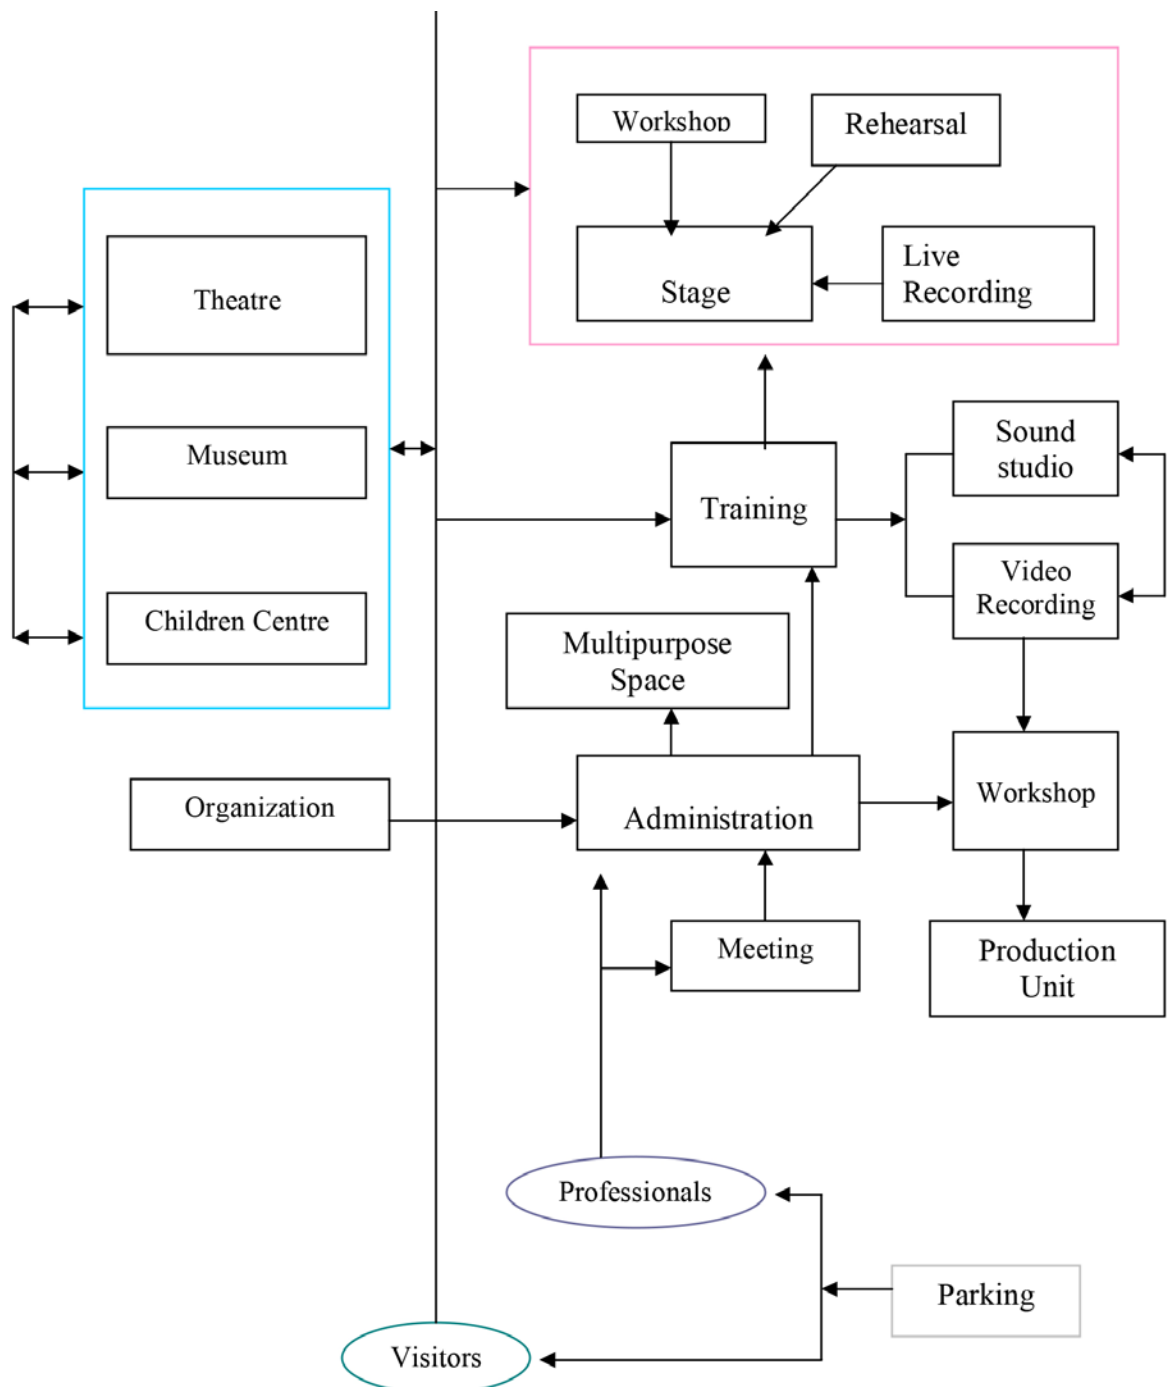 Workshop
Rehearsal
Live
Recording
Stage
Theatre
Museum
Children Centre
Sound
studio
Training
Video
Recording
Multipurpose
Space
Organization
Administration
Workshop
Meeting
Production
Unit
Professionals
Parking
Visitors